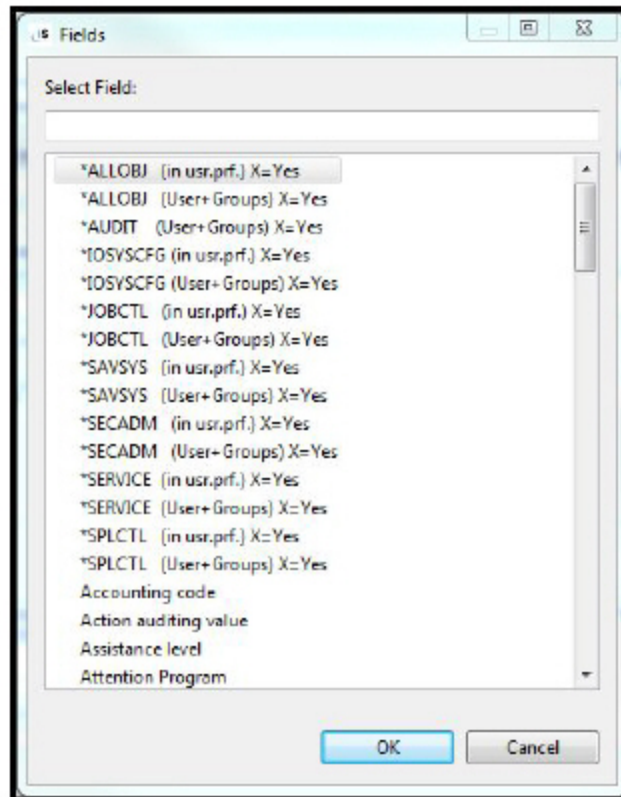 Fields
Select Field:
*ALLOBJ (in usr.prf.) X=Yes
*ALLOBJ (User+Groups) X=Yes
*AUDIT (User+Groups) X=Yes
*IOSYSCFG (in usr.prf.) X=Yes
*IOSYSCFG (User+Groups) X=Yes
*JOBCTL (in usr.prf.) X=Yes
*JOBCTL (User+Groups) X=Yes
*SAVSYS (in usr.prf.) X=Yes
*SAVSYS (User+Groups) X=Yes
*SECADM (in usr.prf.) X=Yes
*SECADM (User+Groups) X=Yes
*SERVICE (in usr.prf.) X=Yes
*SERVICE (User+Groups) X=Yes
*SPLCTL (in usr.prf.) X=Yes
*SPLCTL (User+Groups) X=Yes
Accounting code
Action auditing value
Assistance level
Attention Program
OK Cancel